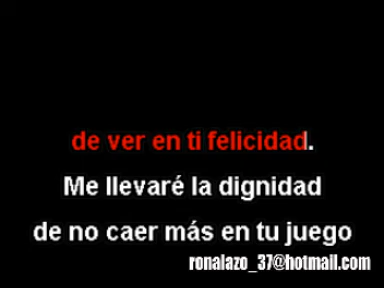 de ver en ti felicidad.
Me llevaré la dignidad
de no caer más en tu juego
ronalazo_37@hotmail.com